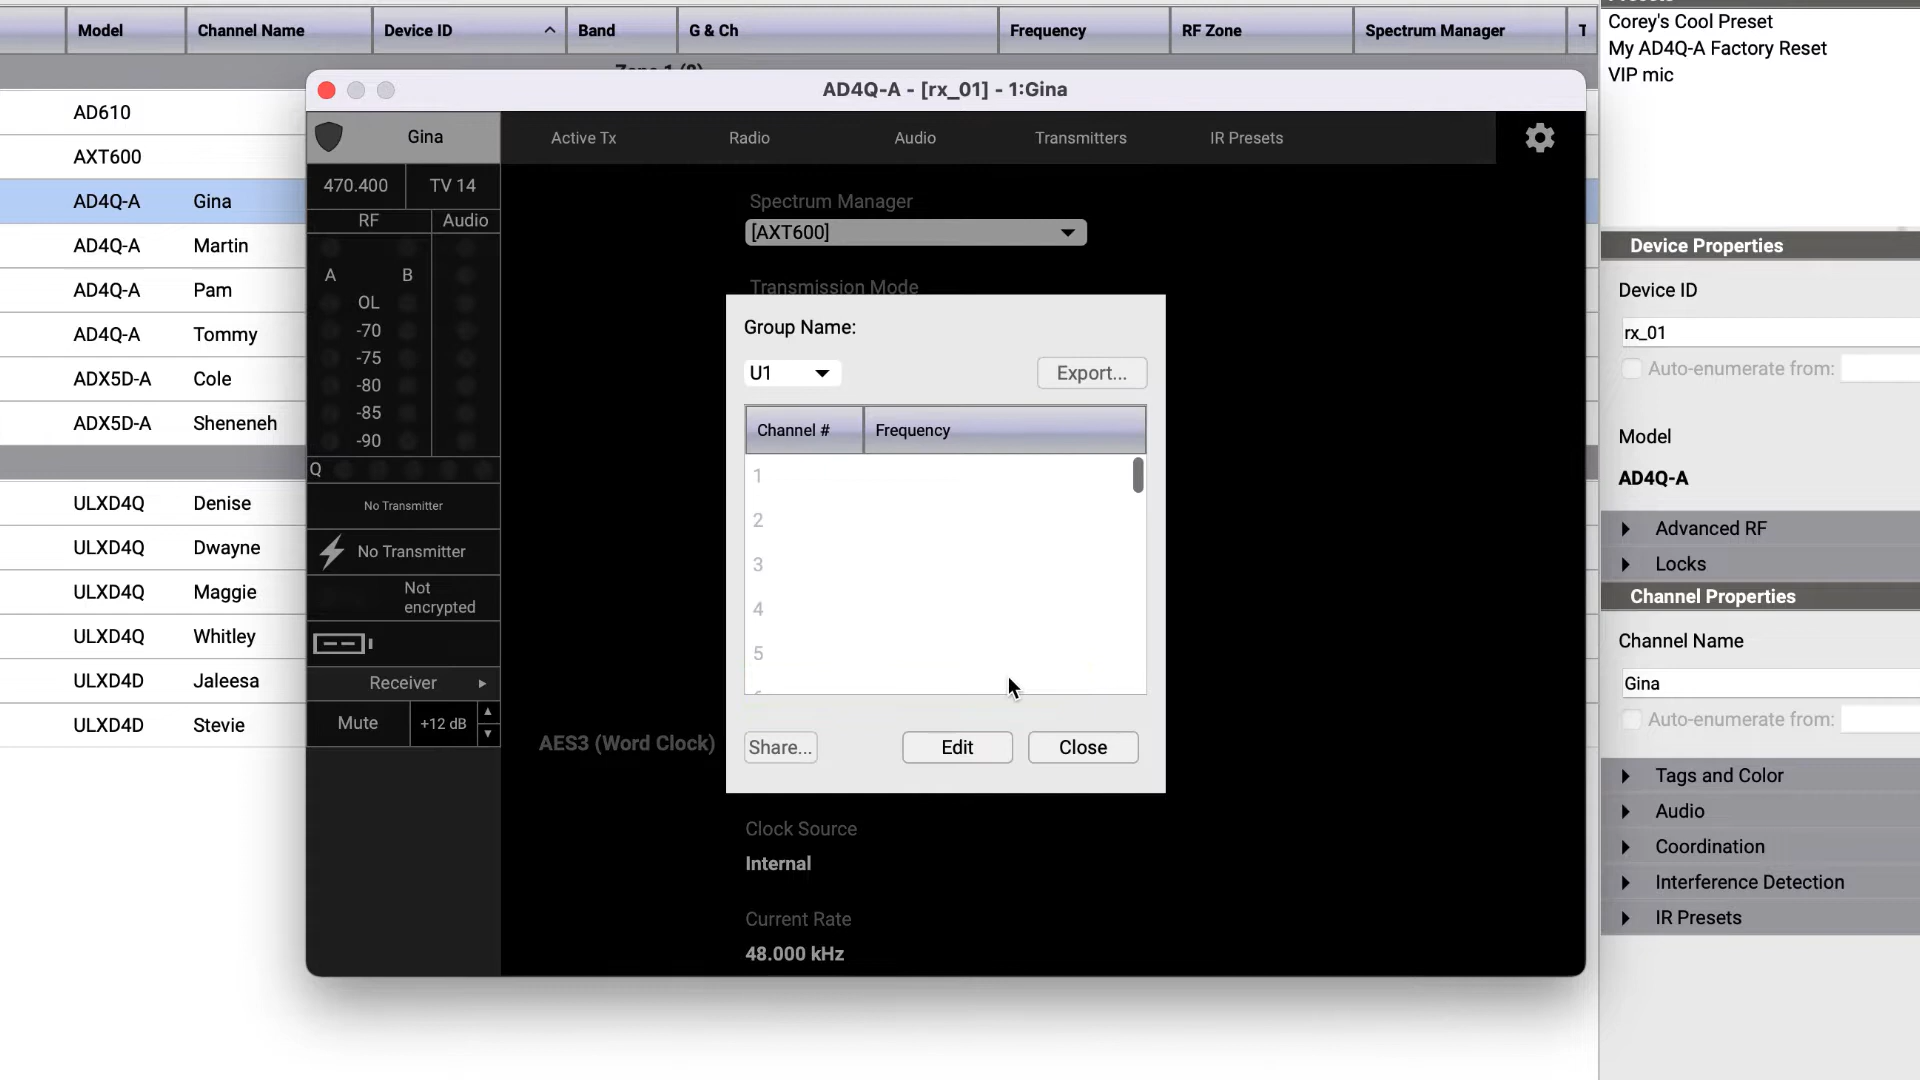 Model
Channel Name
Device ID
Band
G & Ch
Frequency
RF Zone
Spectrum Manager
T
Corey's Cool Preset
My AD4Q-A Factory Reset
VIP mic
AD610
AXT600
AD4Q-A Gina
AD4Q-A Martin
AD4Q-A Pam
AD4Q-A Tommy
ADX5D-A Cole
ADX5D-A Sheneneh
ULXD4Q Denise
ULXD4Q Dwayne
ULXD4Q Maggie
ULXD4Q Whitley
ULXD4D Jaleesa
ULXD4D Stevie
AD4Q-A - [rx_01] - 1:Gina
Gina
Active Tx
Radio
Audio
Transmitters
IR Presets
470.400
TV 14
RF
Audio
A
B
OL
-70
-75
-80
-85
-90
Q
No Transmitter
No Transmitter
Not
encrypted
Receiver
Mute
+12 dB
Spectrum Manager
[AXT600]
Transmission Mode
Group Name:
U1
Export...
Channel #
Frequency
1
2
3
4
5
Share...
Edit
Close
AES3 (Word Clock)
Clock Source
Internal
Current Rate
48.000 kHz
Device Properties
Device ID
rx_01
Auto-enumerate from:
Model
AD4Q-A
Advanced RF
Locks
Channel Properties
Channel Name
Gina
Auto-enumerate from:
Tags and Color
Audio
Coordination
Interference Detection
IR Presets